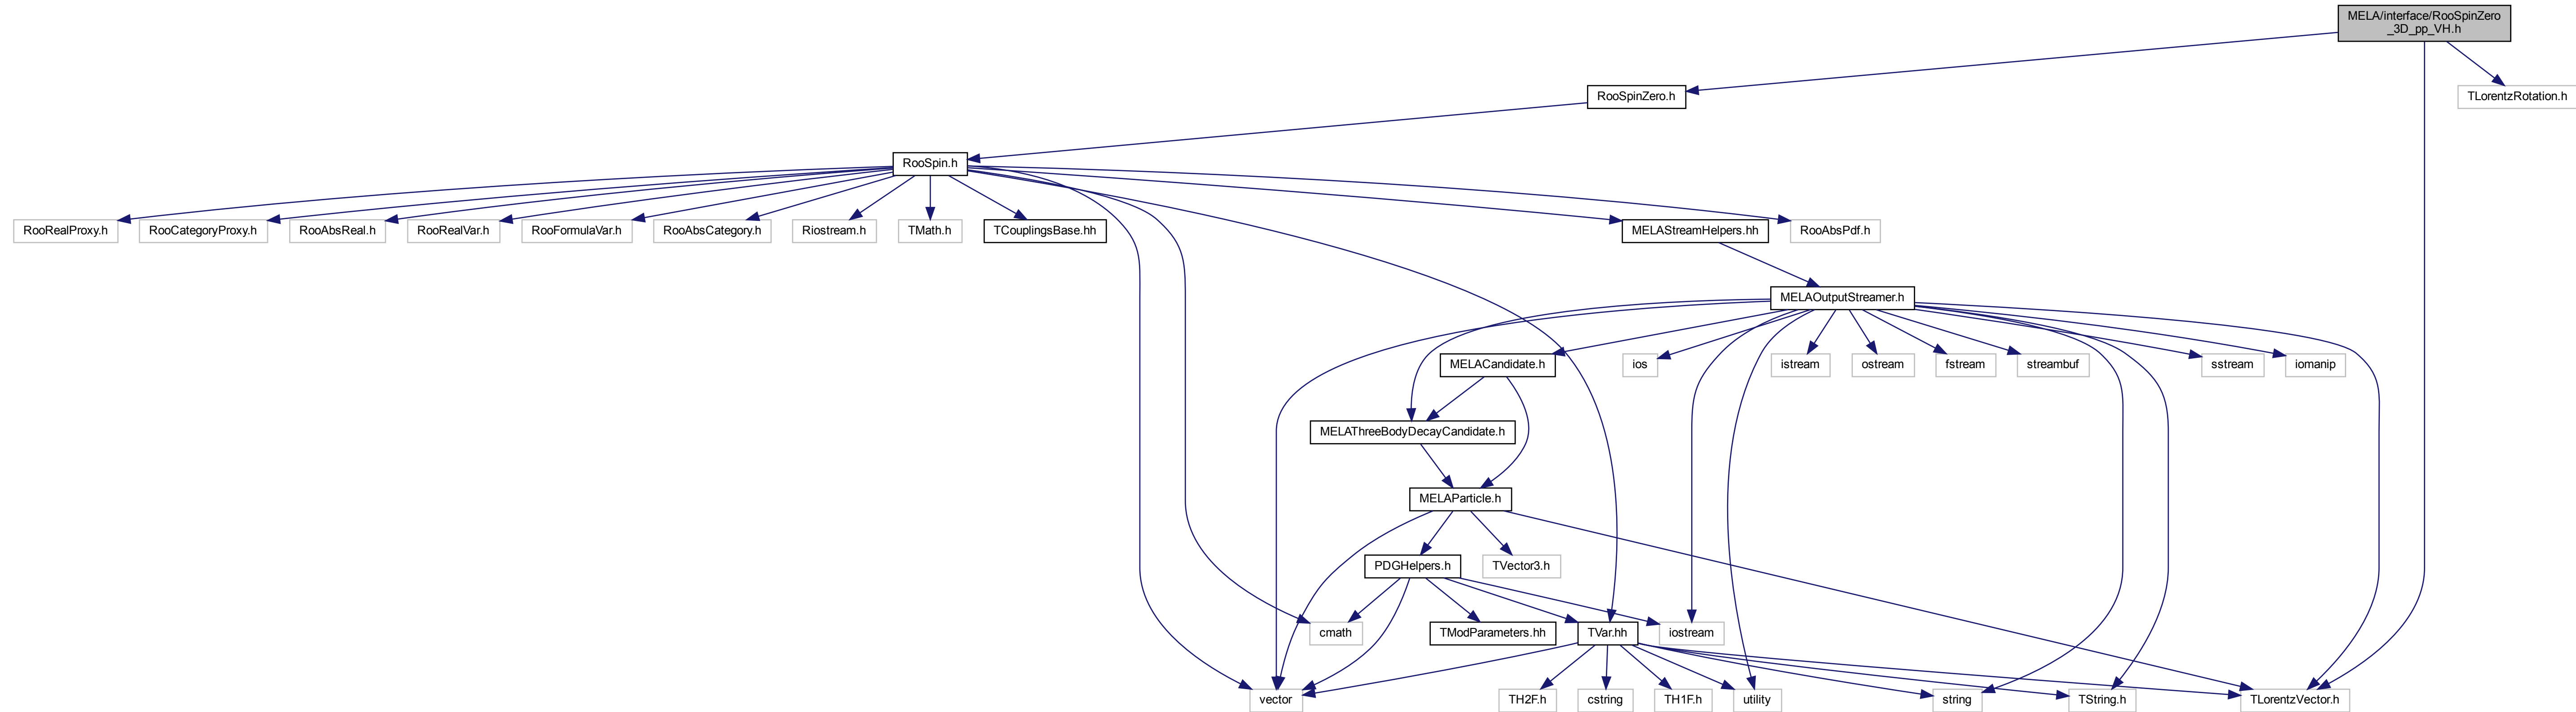 MELA/interface/RooSpinZero
_3D_pp_VH.h
RooSpinZero.h
TLorentzRotation.h
RooSpin.h
RooRealProxy.h
RooCategoryProxy.h
RooAbsReal.h
RooRealVar.h
RooFormulaVar.h
RooAbsCategory.h
Riostream.h
TMath.h
TCouplingsBase.hh
MELAStreamHelpers.hh
RooAbsPdf.h
MELAOutputStreamer.h
MELACandidate.h
ios
istream
ostream
fstream
streambuf
sstream
iomanip
MELAThreeBodyDecayCandidate.h
MELAParticle.h
PDGHelpers.h
TVector3.h
cmath
TModParameters.hh
TVar.hh
iostream
vector
TH2F.h
cstring
TH1F.h
utility
string
TString.h
TLorentzVector.h